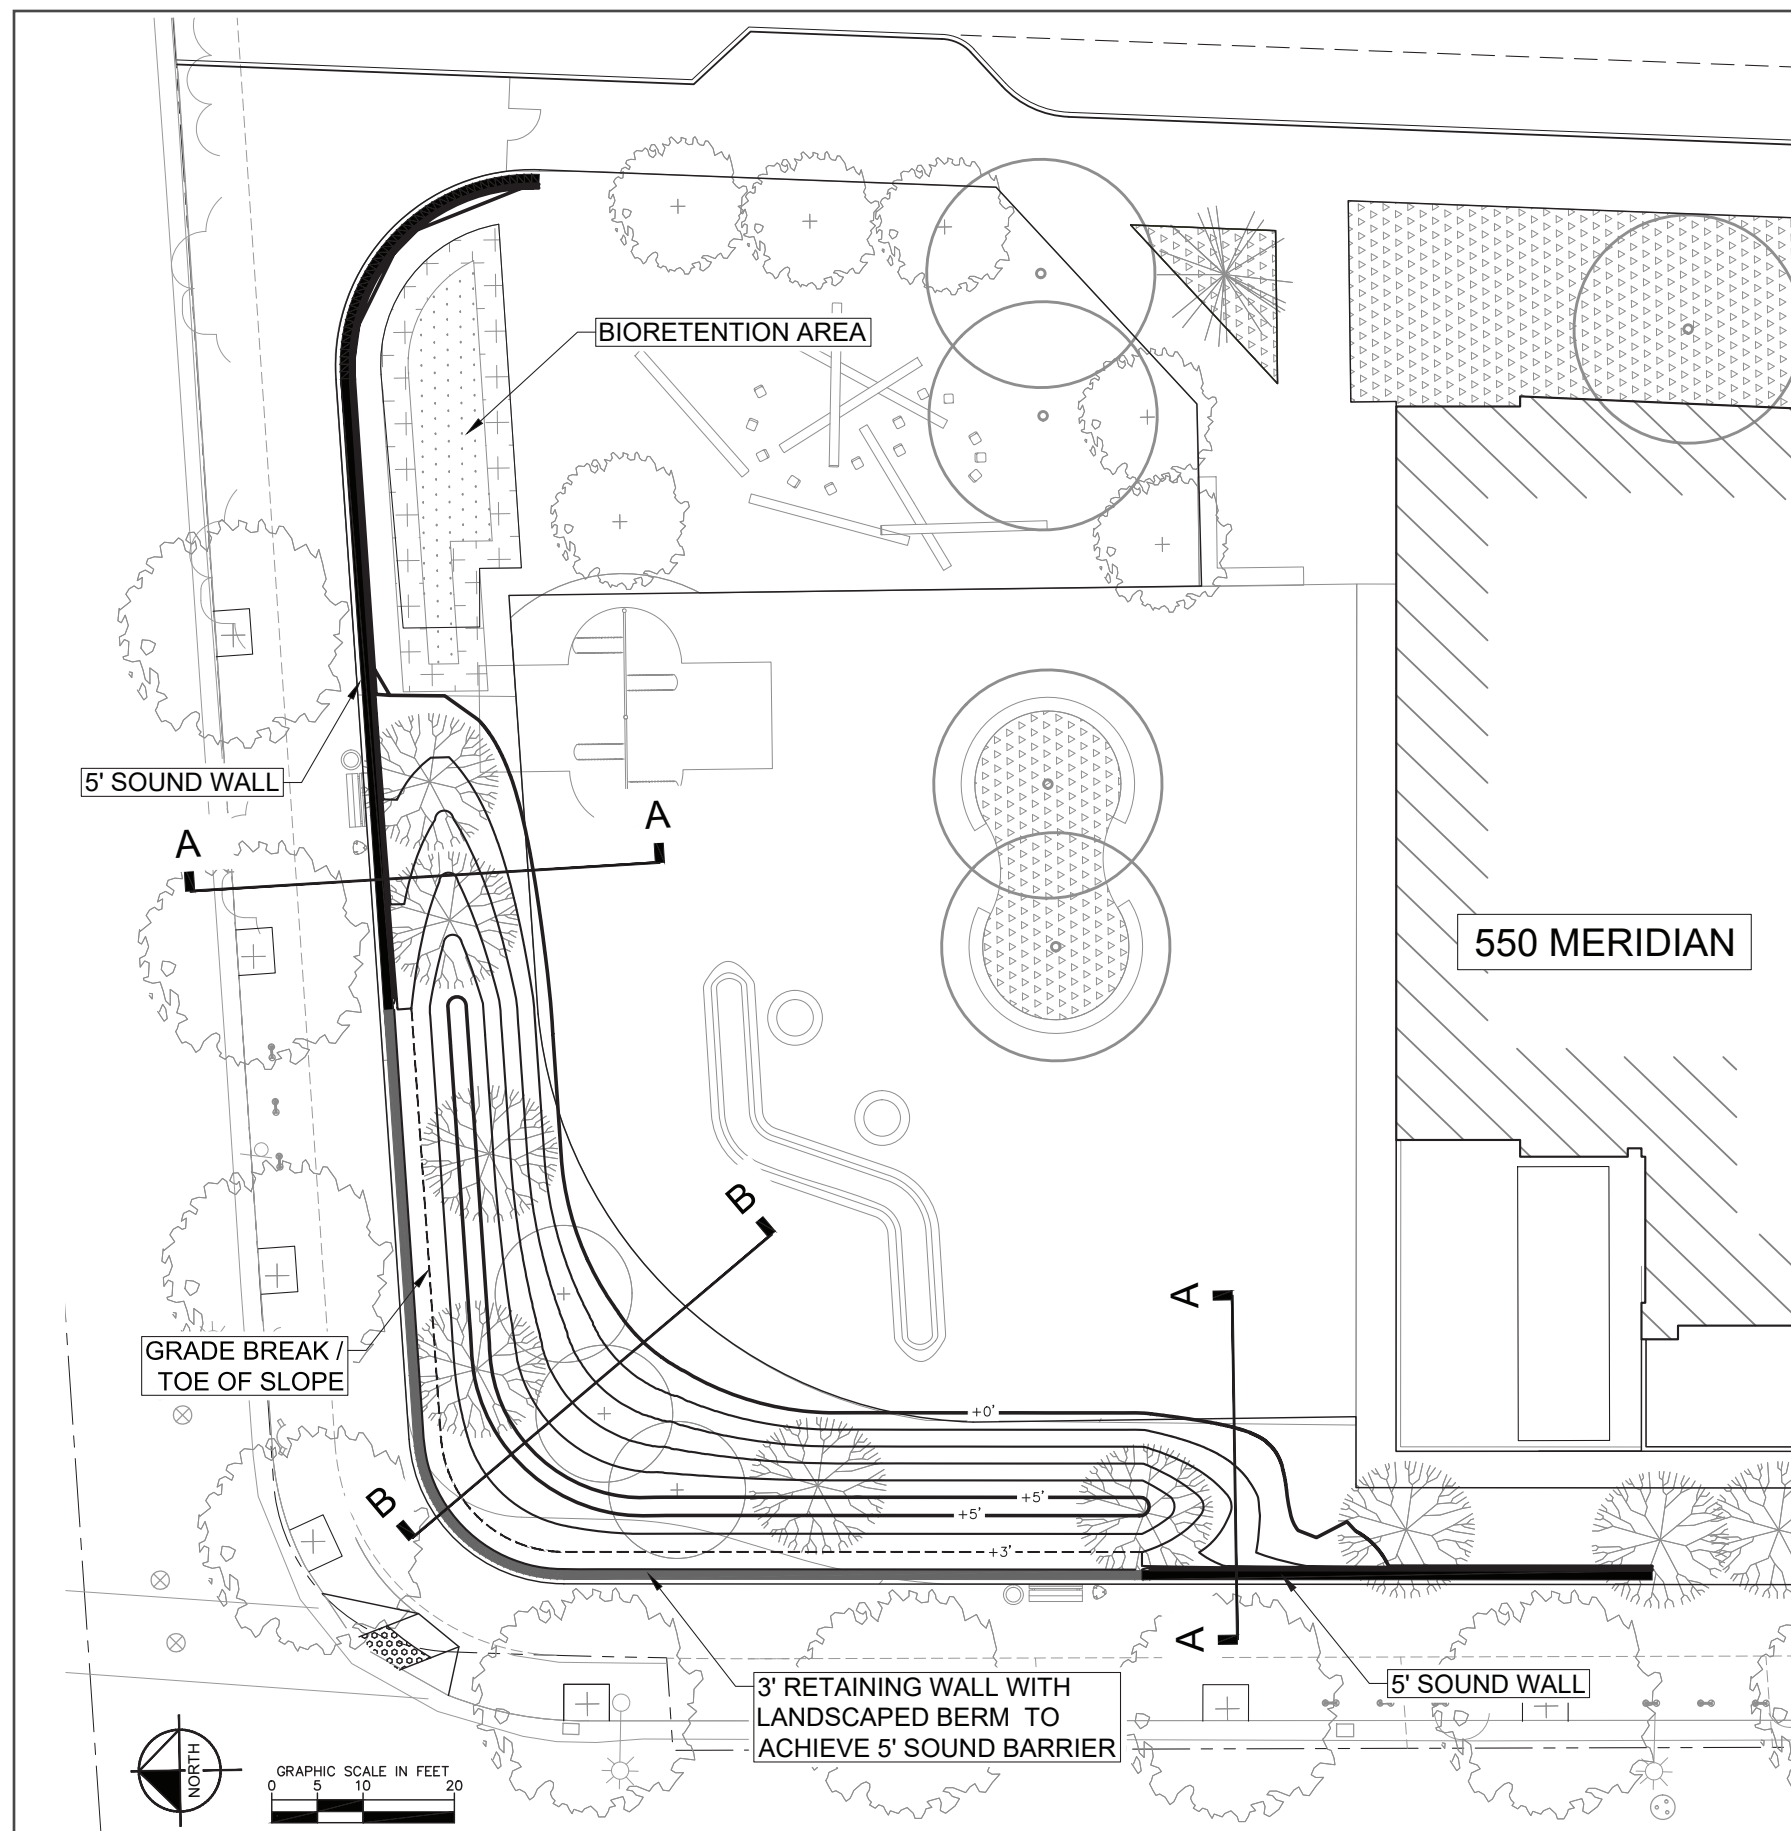 BIORETENTION AREA
5' SOUND WALL
A
A
550 MERIDIAN
B
A
GRADE BREAK /
TOE OF SLOPE
+0'
+5'
+5'
B
+3'
A
3' RETAINING WALL WITH
LANDSCAPED BERM TO
ACHIEVE 5' SOUND BARRIER
5' SOUND WALL
NORTH
GRAPHIC SCALE IN FEET
0 5 10 20